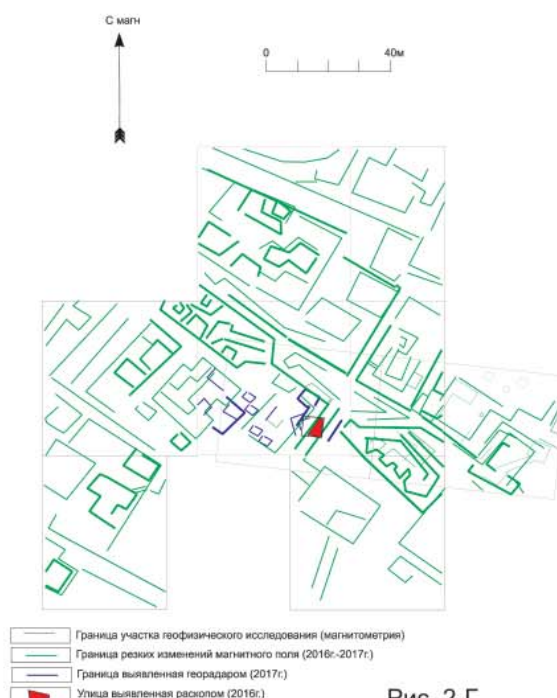 С магн
0 40м
Граница участка геофизического исследования (магнитометрия)
Граница резких изменений магнитного поля (2016г.-2017г.)
Граница выявленная георадаром (2017г.)
Улица выявленная раскопом (2016г.)
Рис. 2-Б